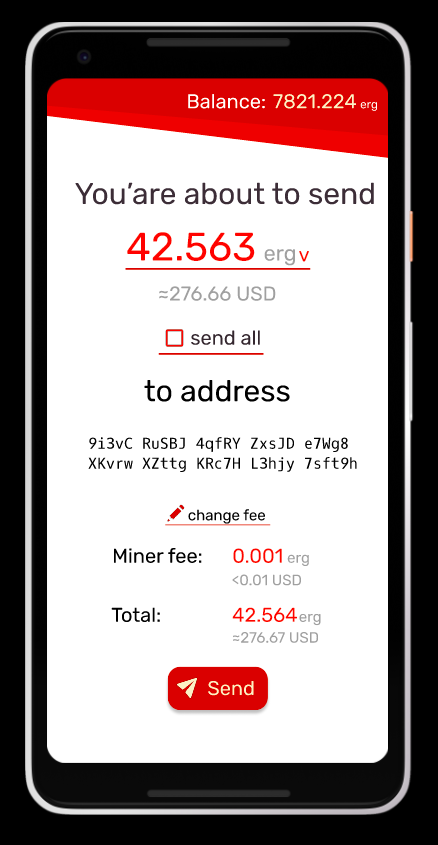 Balance: 7821.224 erg
You’are about to send
42.563 erg v
≈276.66 USD
send all
to address
9i3vC RuSBJ 4qfRY ZxsJD e7Wg8
XKvrw XZttg KRc7H L3hjy 7sft9h
change fee
Miner fee: 0.001 erg
<0.01 USD
Total: 42.564 erg
≈276.67 USD
Send